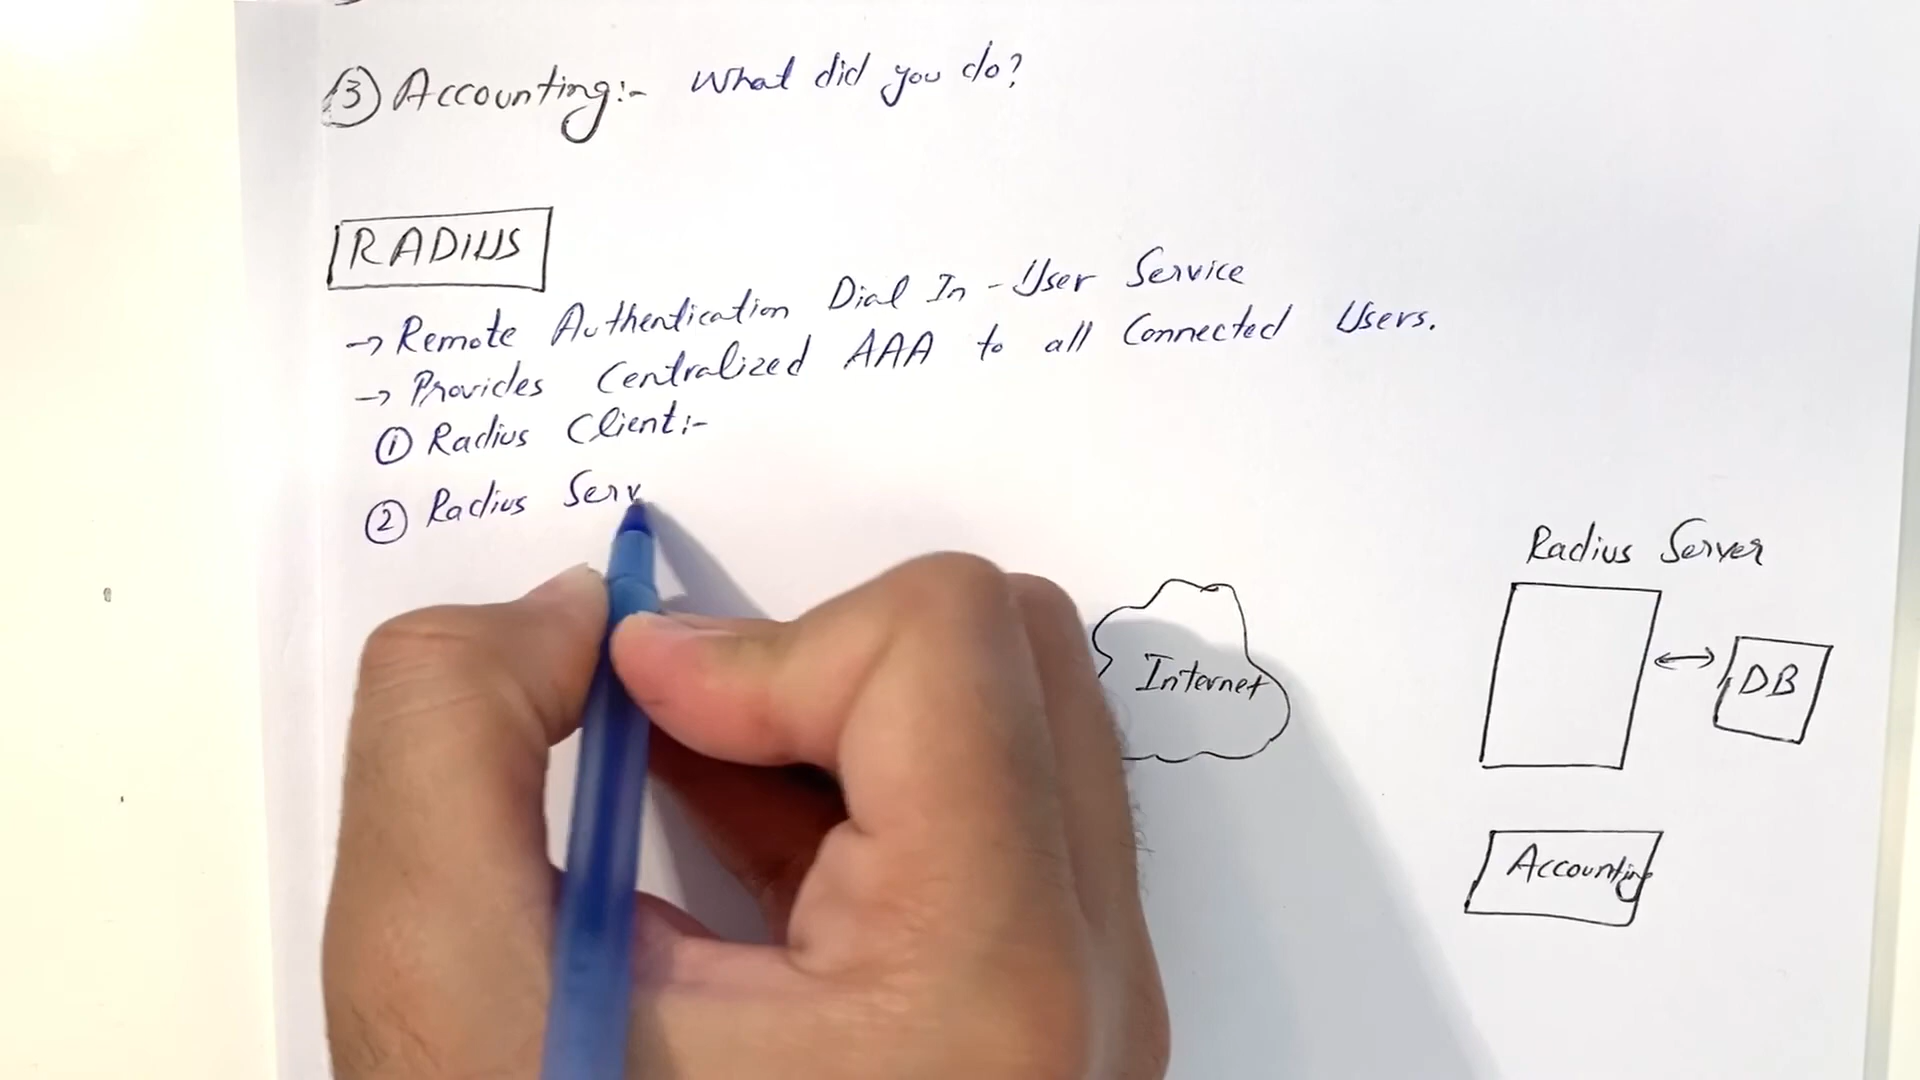 ③ Accounting:- What did you do?
RADIUS
→ Remote Authentication Dial In - User Service
→ Provides Centralized AAA to all Connected Users.
① Radius Client:-
② Radius Serv
Radius Server
Internet
DB
Accounting